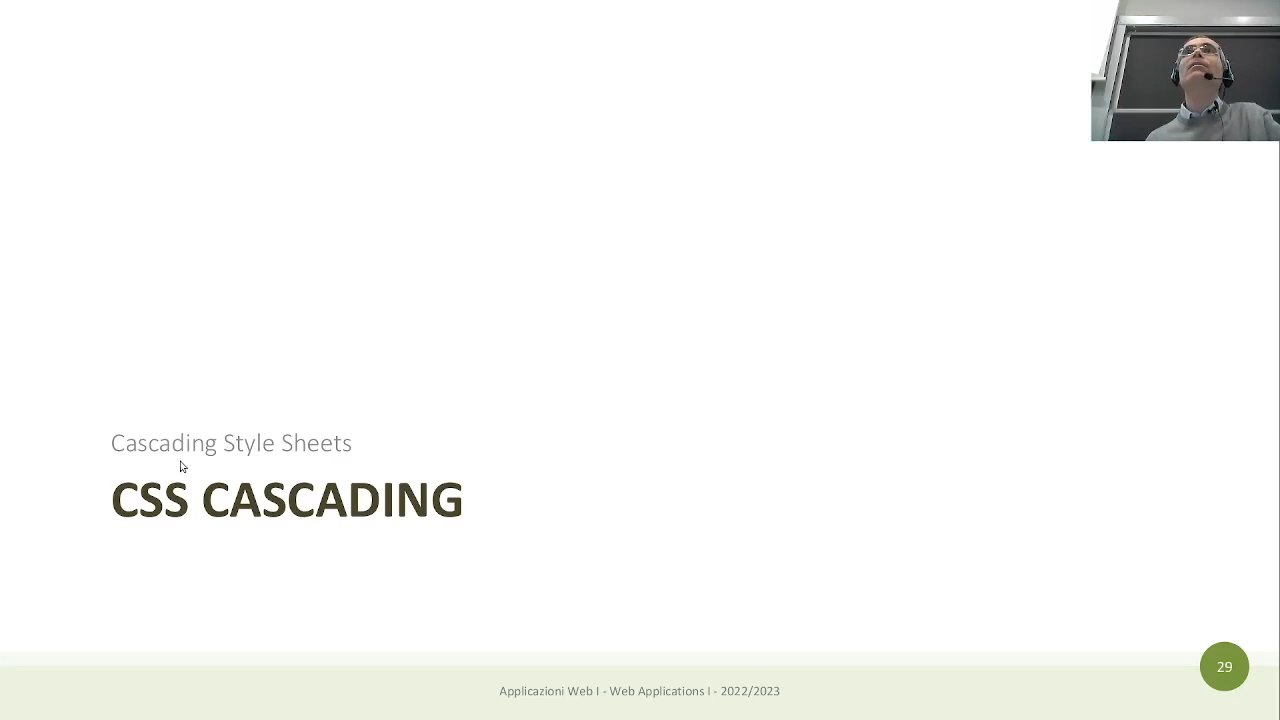 Cascading Style Sheets
CSS CASCADING
Applicazioni Web I - Web Applications I - 2022/2023
29